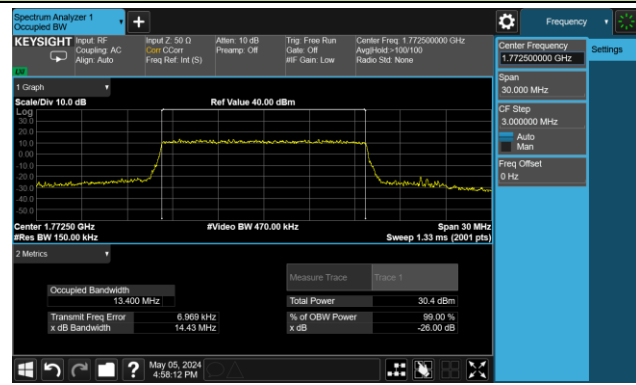 Spectrum Analyzer 1
Occupied BW
Frequency
KEYSIGHT
Input: RF
Coupling: AC
Align: Auto
Input Z: 50 Ω
Corr CCorr
Freq Ref: Int (S)
Atten: 10 dB
Preamp: Off
Trig: Free Run
Gate: Off
#IF Gain: Low
Center Freq: 1.772500000 GHz
Avg|Hold:>100/100
Radio Std: None
Center Frequency
1.772500000 GHz
Settings
Span
30.000 MHz
CF Step
3.000000 MHz
Auto
Man
Freq Offset
0 Hz
1 Graph
Scale/Div 10.0 dB
Ref Value 40.00 dBm
Log
30.0
20.0
10.0
0.00
-10.0
-20.0
-30.0
-40.0
-50.0
Center 1.77250 GHz
#Video BW 470.00 kHz
Span 30 MHz
#Res BW 150.00 kHz
Sweep 1.33 ms (2001 pts)
2 Metrics
Measure Trace
Trace 1
Occupied Bandwidth
13.400 MHz
Total Power
30.4 dBm
Transmit Freq Error
6.969 kHz
% of OBW Power
99.00 %
x dB Bandwidth
14.43 MHz
x dB
-26.00 dB
May 05, 2024
4:58:12 PM